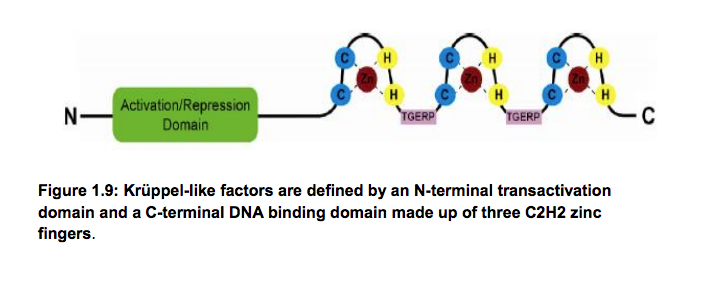 C H C H C H
Zn Zn Zn
C H C H C H
Activation/Repression
Domain
N TGERP TGERP C
Figure 1.9: Krüppel-like factors are defined by an N-terminal transactivation
domain and a C-terminal DNA binding domain made up of three C2H2 zinc
fingers.